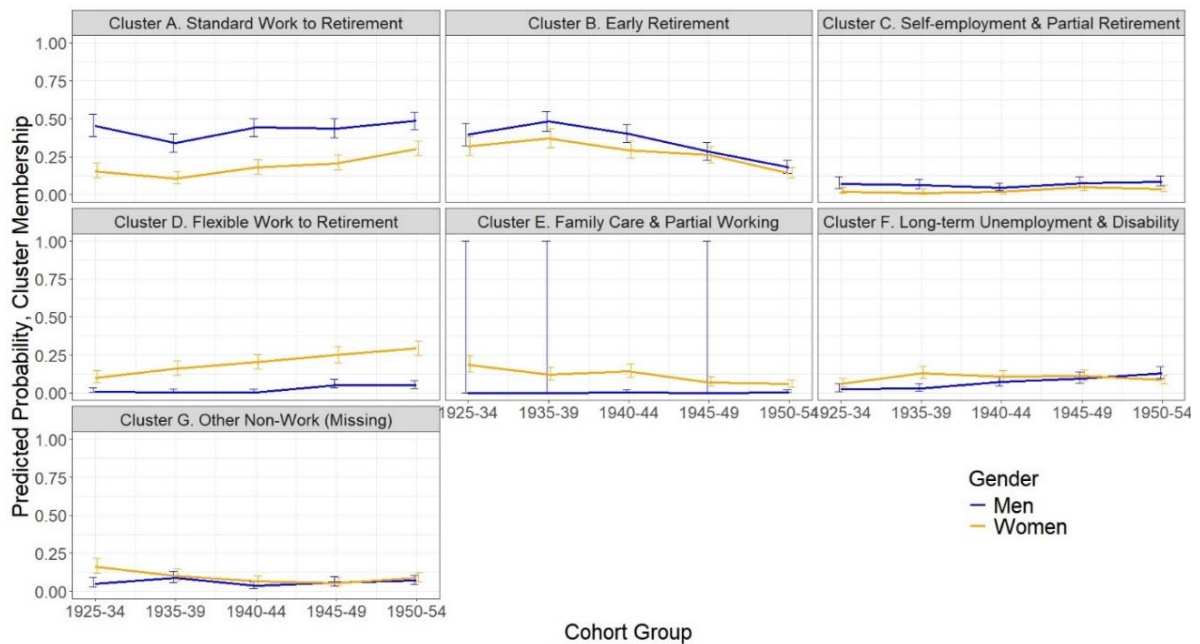 Predicted Probability, Cluster Membership
Cluster A. Standard Work to Retirement
Cluster B. Early Retirement
Cluster C. Self-employment & Partial Retirement
1.00
0.75
0.50
0.25
0.00
Cluster D. Flexible Work to Retirement
Cluster E. Family Care & Partial Working
Cluster F. Long-term Unemployment & Disability
1.00
0.75
0.50
0.25
0.00
1925-34 1935-39 1940-44 1945-49 1950-54
1925-34 1935-39 1940-44 1945-49 1950-54
Cluster G. Other Non-Work (Missing)
1.00
0.75
0.50
0.25
0.00
1925-34 1935-39 1940-44 1945-49 1950-54
Gender
Men
Women
Cohort Group